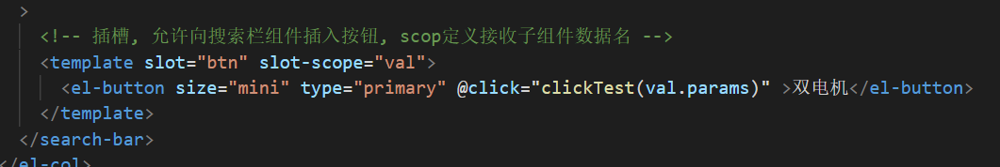 >
<!-- 插槽, 允许向搜索栏组件插入按钮, scop定义接收子组件数据名 -->
<template slot="btn" slot-scope="val">
<el-button size="mini" type="primary" @click="clickTest(val.params)" >双电机</el-button>
</template>
</search-bar>
</el-col>